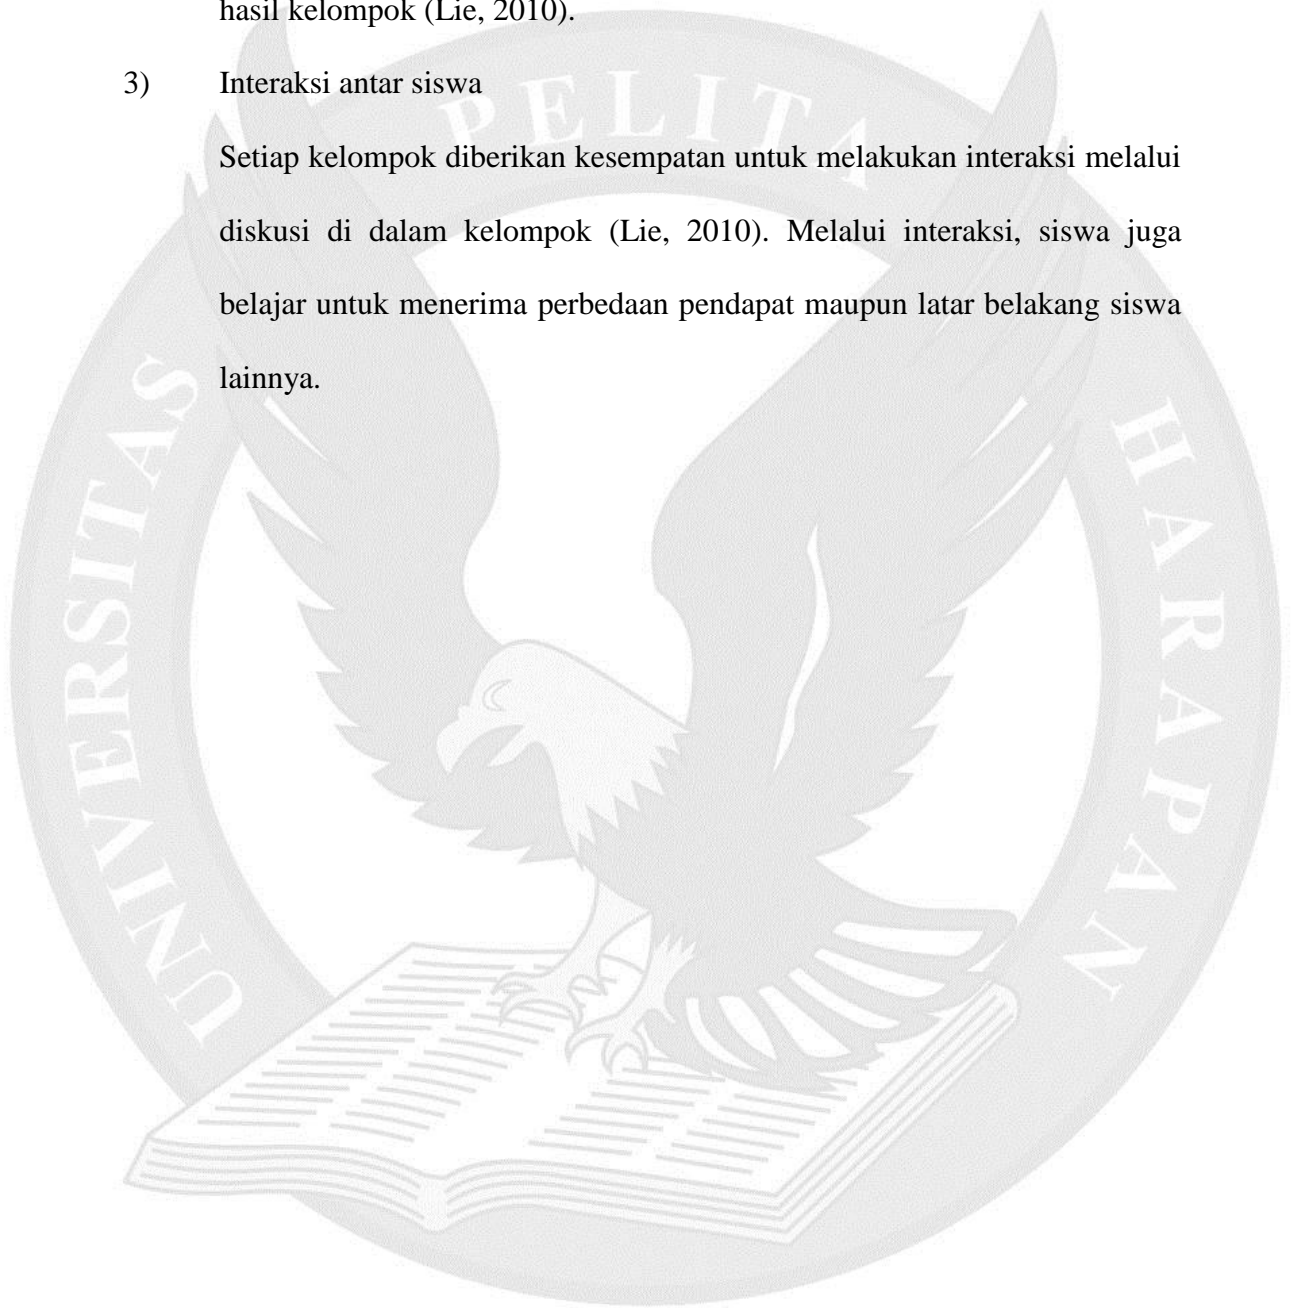 hasil kelompok (Lie, 2010).
3) Interaksi antar siswa
Setiap kelompok diberikan kesempatan untuk melakukan interaksi melalui
diskusi di dalam kelompok (Lie, 2010). Melalui interaksi, siswa juga
belajar untuk menerima perbedaan pendapat maupun latar belakang siswa
lainnya.
UNIVERSITAS PELITA HARAPAN